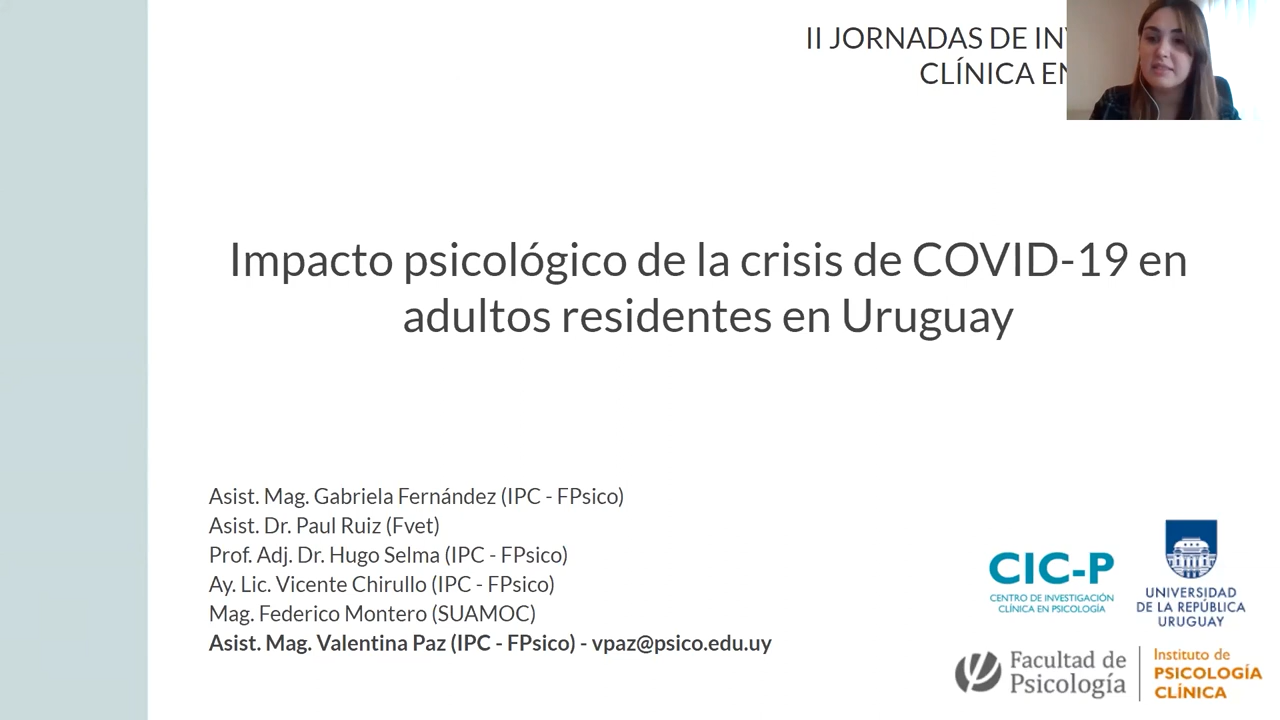 II JORNADAS DE
CLÍNICA
Impacto psicológico de la crisis de COVID-19 en
adultos residentes en Uruguay
Asist. Mag. Gabriela Fernández (IPC - FPsico)
Asist. Dr. Paul Ruiz (Fvet)
Prof. Adj. Dr. Hugo Selma (IPC - FPsico)
Ay. Lic. Vicente Chirullo (IPC - FPsico)
Mag. Federico Montero (SUAMOC)
Asist. Mag. Valentina Paz (IPC - FPsico) - vpaz@psico.edu.uy
CIC-P
CENTRO DE INVESTIGACIÓN
CLÍNICA EN PSICOLOGÍA
UNIVERSIDAD
DE LA REPÚBLICA
URUGUAY
Facultad de
Psicología
Instituto de
PSICOLOGÍA
CLÍNICA